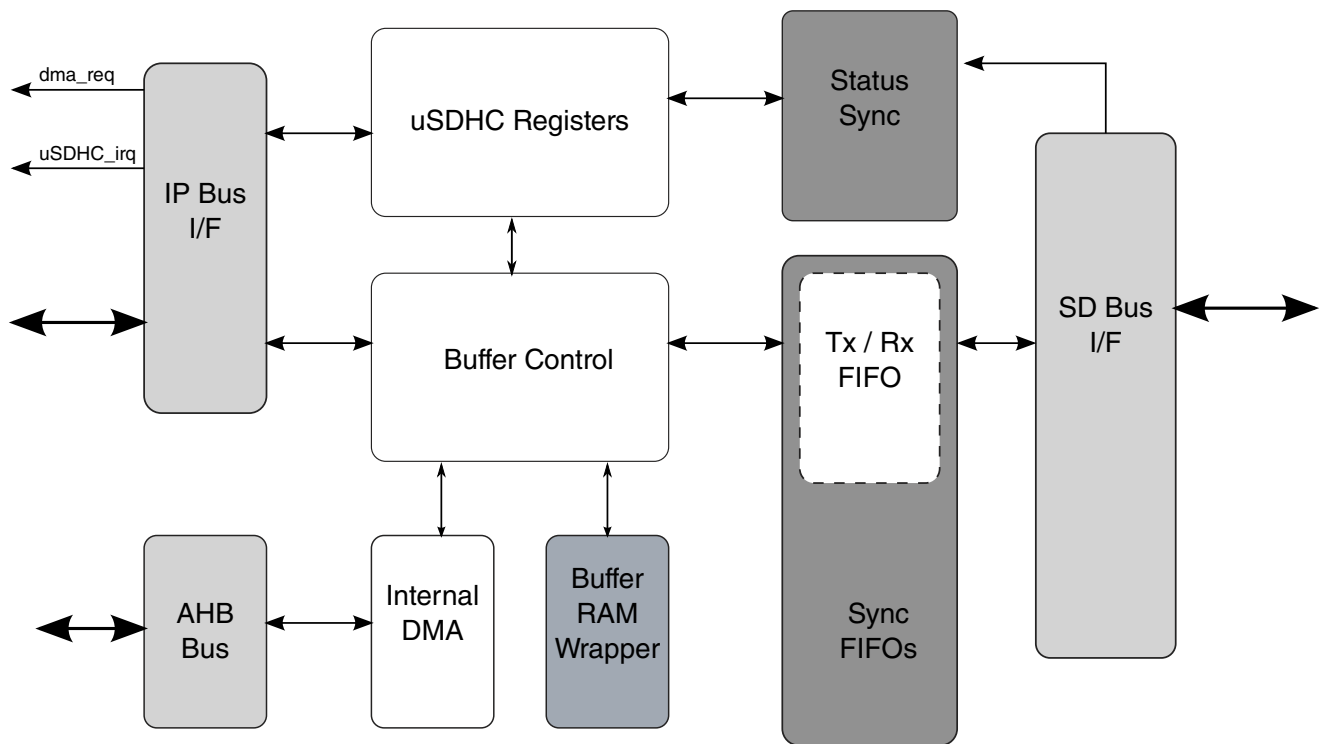 dma_req
uSDHC_irq
IP Bus
I/F
uSDHC Registers
Status
Sync
Buffer Control
Tx / Rx
FIFO
SD Bus
I/F
AHB
Bus
Internal
DMA
Buffer
RAM
Wrapper
Sync
FIFOs